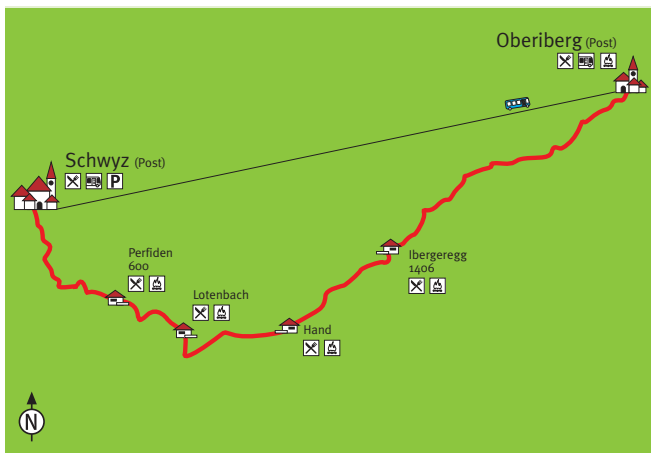 Oberiberg (Post)
Schwyz (Post)
P
Perfiden
600
Lotenbach
Ibergeregg
1406
Hand
N